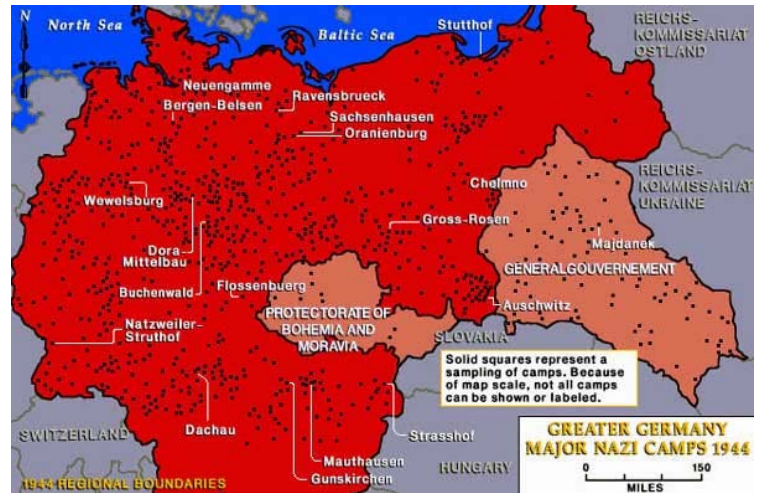 N
North Sea
Baltic Sea
Stutthof
REICHS-
KOMMISSARIAT
OSTLAND
Neuengamme
Bergen-Belsen
Ravensbrueck
Sachsenhausen
Oranienburg
Chelmno
REICHS-
KOMMISSARIAT
UKRAINE
Wewelsburg
Gross-Rosen
Majdanek
Dora-
Mittelbau
GENERALGOUVERNEMENT
Buchenwald
Flossenbuerg
Auschwitz
PROTECTORATE OF
BOHEMIA AND
MORAVIA
Natzweiler-
Struthof
SLOVAKIA
Solid squares represent a
sampling of camps. Because
of map scale, not all camps
can be shown or labeled.
SWITZERLAND
Dachau
Strasshof
GREATER GERMANY
MAJOR NAZI CAMPS 1944
Mauthausen
HUNGARY
Gunskirchen
0 150
MILES
1944 REGIONAL BOUNDARIES